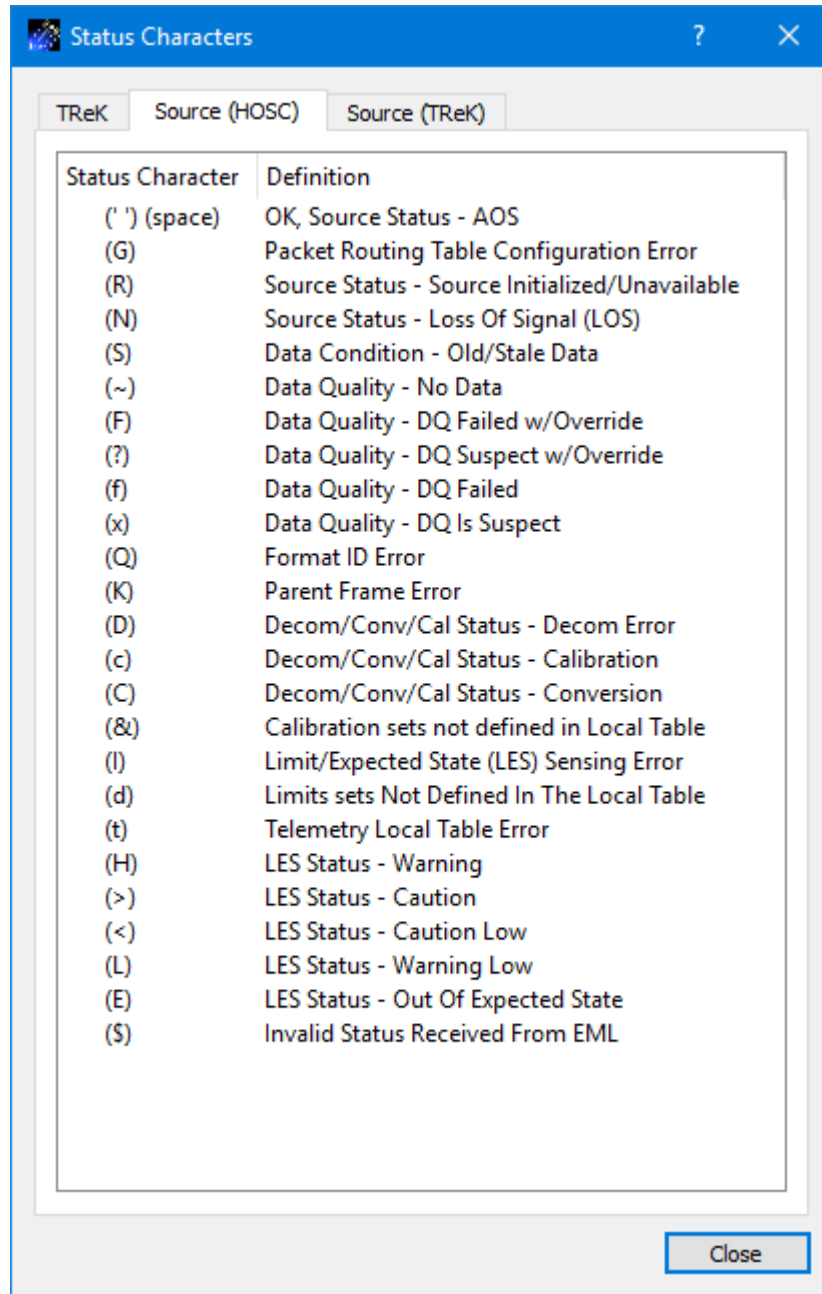 Status Characters ? ×
TReK Source (HOSC) Source (TReK)
Status Character Definition
(' ') (space) OK, Source Status - AOS
(G) Packet Routing Table Configuration Error
(R) Source Status - Source Initialized/Unavailable
(N) Source Status - Loss Of Signal (LOS)
(S) Data Condition - Old/Stale Data
(~) Data Quality - No Data
(F) Data Quality - DQ Failed w/Override
(?) Data Quality - DQ Suspect w/Override
(f) Data Quality - DQ Failed
(x) Data Quality - DQ Is Suspect
(Q) Format ID Error
(K) Parent Frame Error
(D) Decom/Conv/Cal Status - Decom Error
(c) Decom/Conv/Cal Status - Calibration
(C) Decom/Conv/Cal Status - Conversion
(&) Calibration sets not defined in Local Table
(l) Limit/Expected State (LES) Sensing Error
(d) Limits sets Not Defined In The Local Table
(t) Telemetry Local Table Error
(H) LES Status - Warning
(>) LES Status - Caution
(<) LES Status - Caution Low
(L) LES Status - Warning Low
(E) LES Status - Out Of Expected State
($) Invalid Status Received From EML
Close